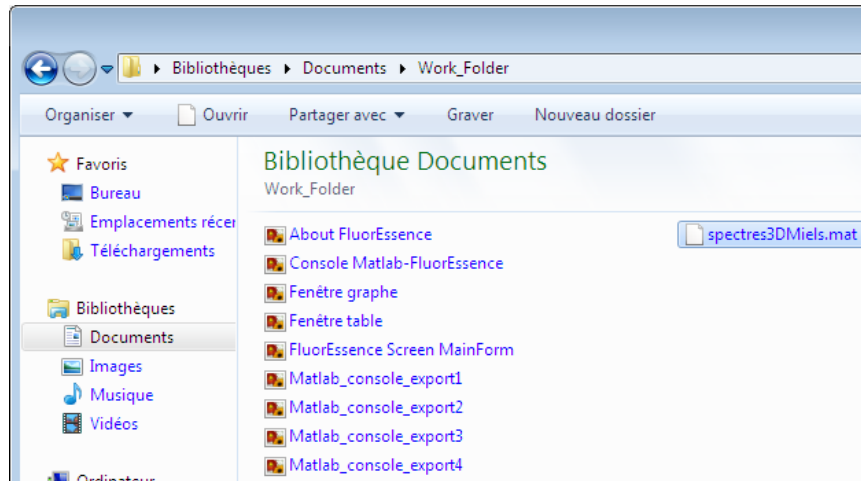 Bibliothèques ▸ Documents ▸ Work_Folder
Organiser Ouvrir Partager avec Graver Nouveau dossier
Favoris
Bureau
Emplacements récer
Téléchargements
Bibliothèques
Documents
Images
Musique
Vidéos
Ordinateur
Bibliothèque Documents
Work_Folder
About FluorEssence
Console Matlab-FluorEssence
Fenêtre graphe
Fenêtre table
FluorEssence Screen MainForm
Matlab_console_export1
Matlab_console_export2
Matlab_console_export3
Matlab_console_export4
spectres3DMiels.mat